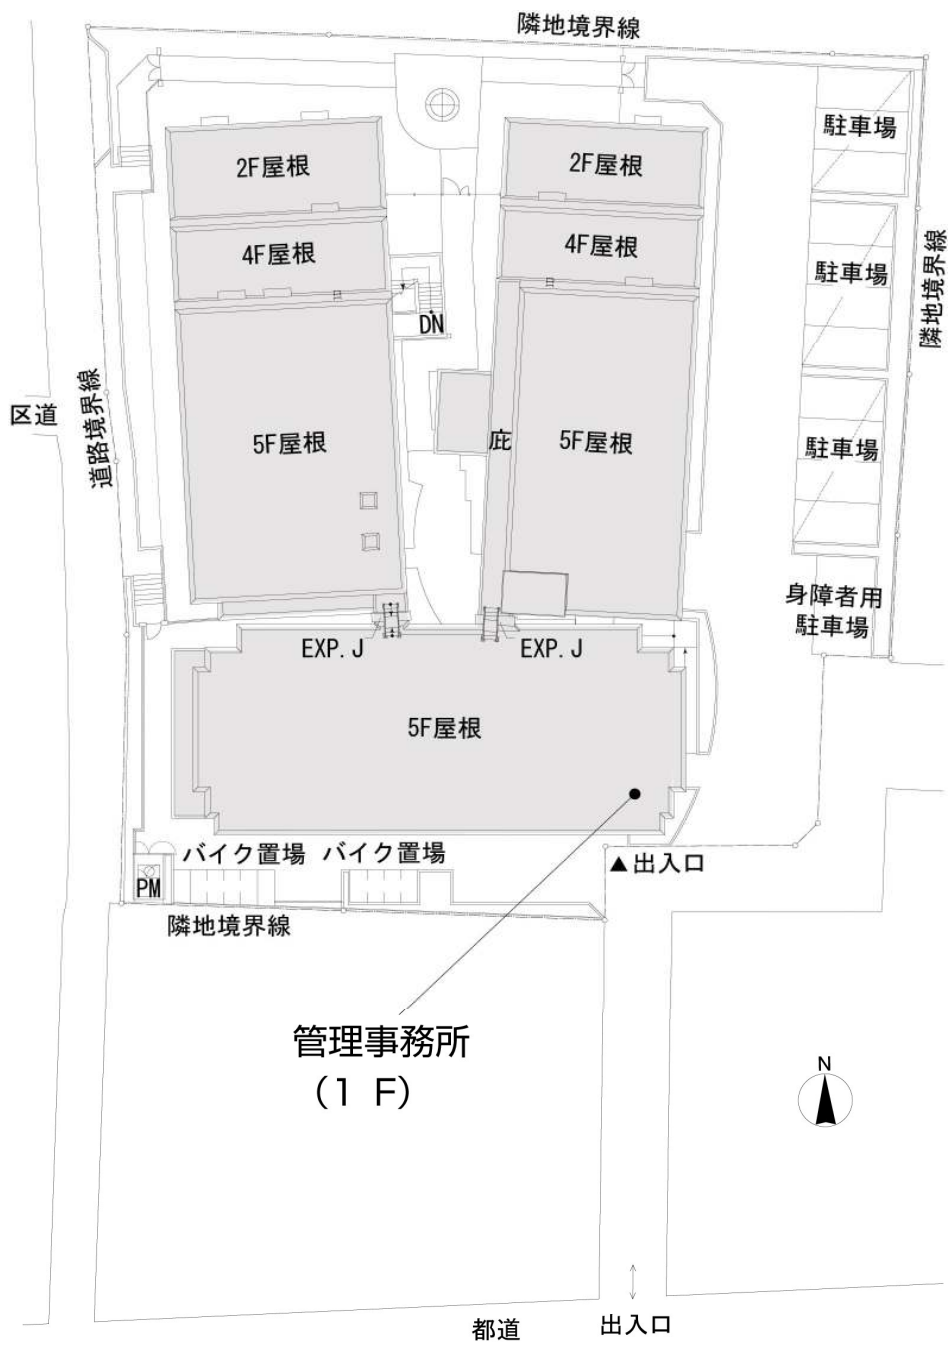 隣地境界線
駐車場
2F屋根
2F屋根
4F屋根
4F屋根
駐車場
隣地境界線
DN
区道
道路境界線
5F屋根
庇
5F屋根
駐車場
身障者用
駐車場
EXP.J
EXP.J
5F屋根
バイク置場
バイク置場
▲出入口
PM
隣地境界線
管理事務所
（1 F）
N
都道
出入口